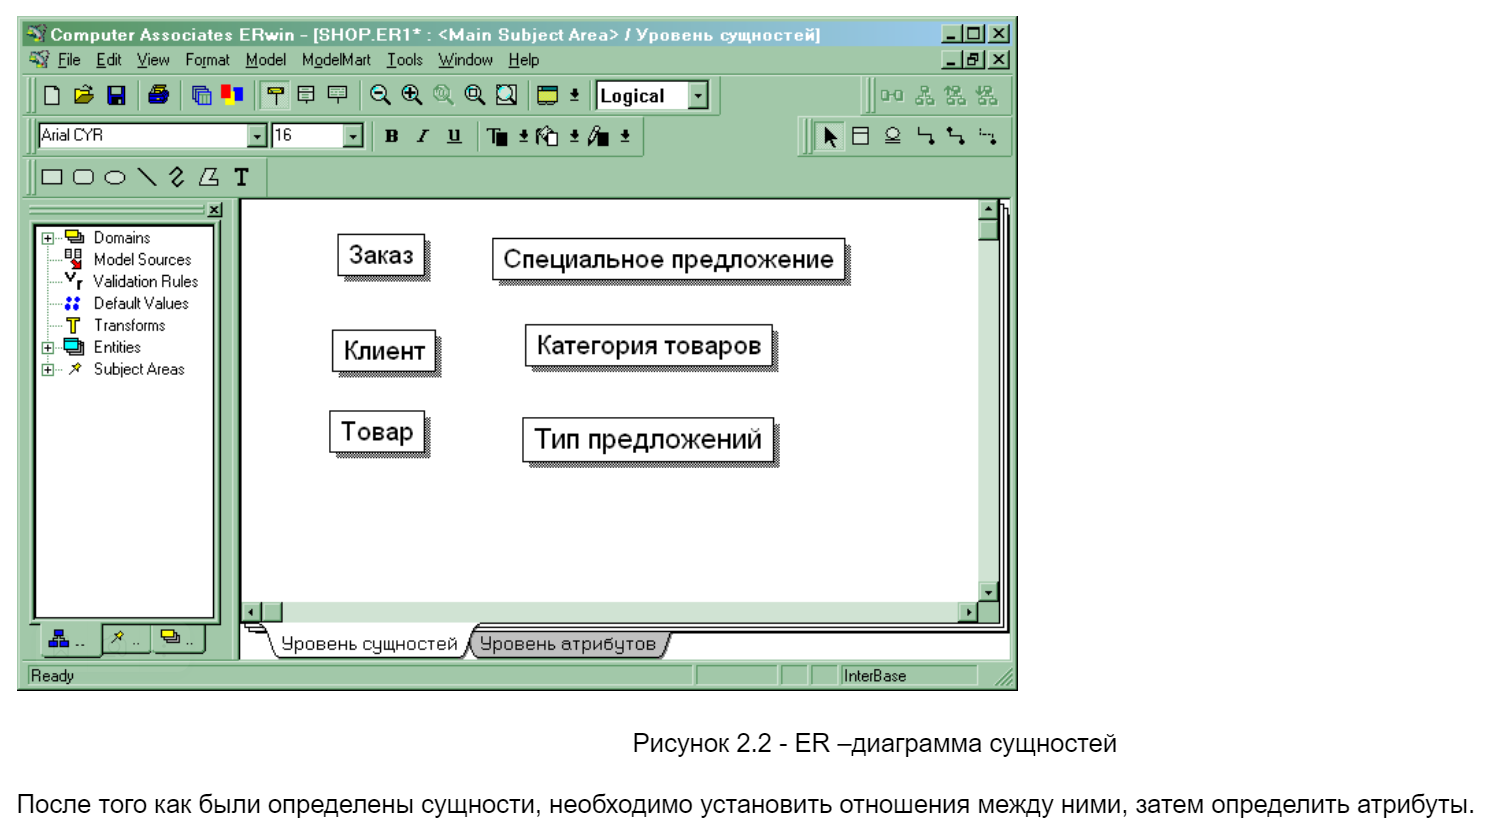 Computer Associates ERwin - [SHOP.ER1* : <Main Subject Area> / Уровень сущностей]
File Edit View Format Model ModelMart Tools Window Help
Logical
Arial CYR 16 B I U T
T
Domains
Model Sources
Validation Rules
Default Values
Transforms
Entities
Subject Areas
Заказ Специальное предложение
Клиент Категория товаров
Товар Тип предложений
.. .. ..
Уровень сущностей Уровень атрибутов
Ready InterBase
Рисунок 2.2 - ER –диаграмма сущностей
После того как были определены сущности, необходимо установить отношения между ними, затем определить атрибуты.